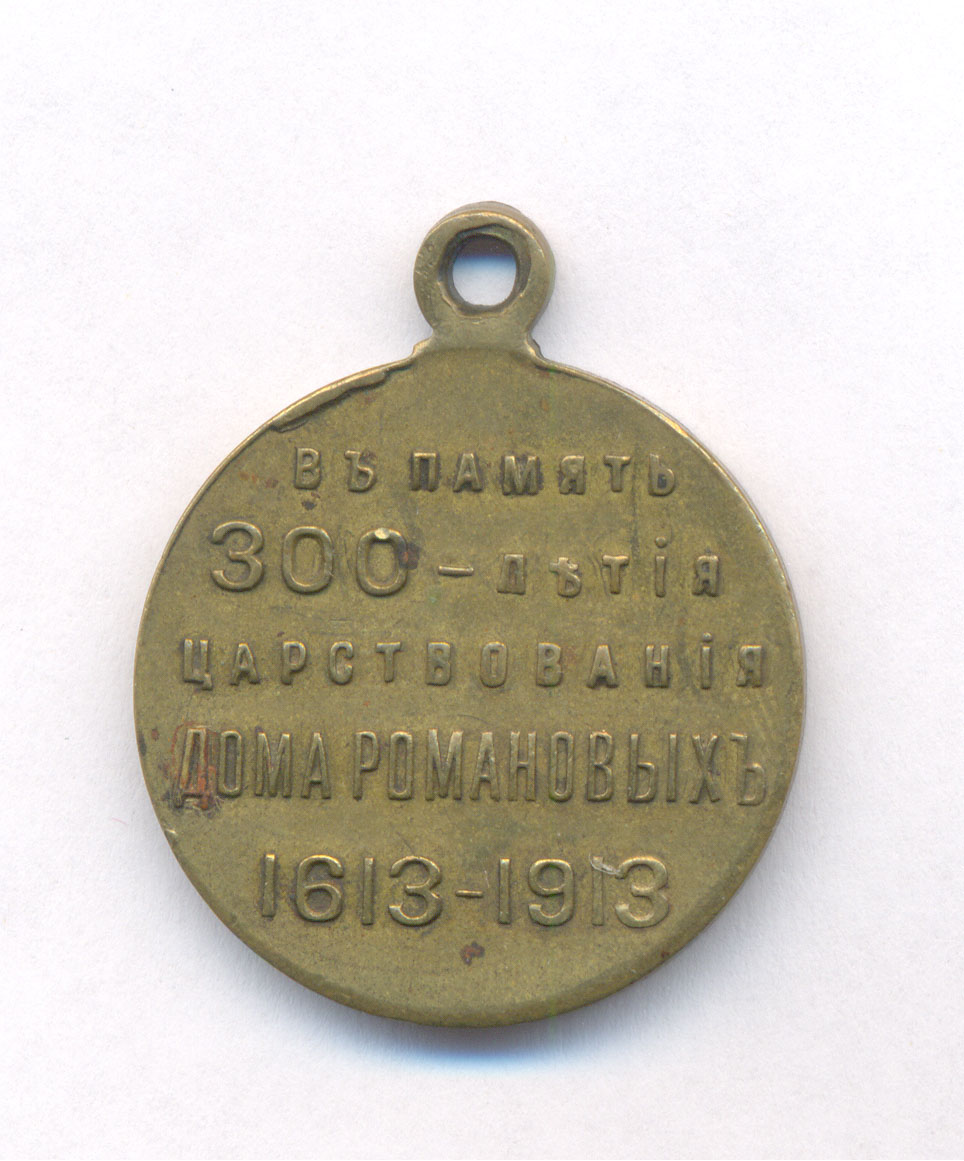 ВЪ ПАМЯТЬ
300-ЛѢТІЯ
ЦАРСТВОВАНІЯ
ДОМА РОМАНОВЫХЪ
1613-1913